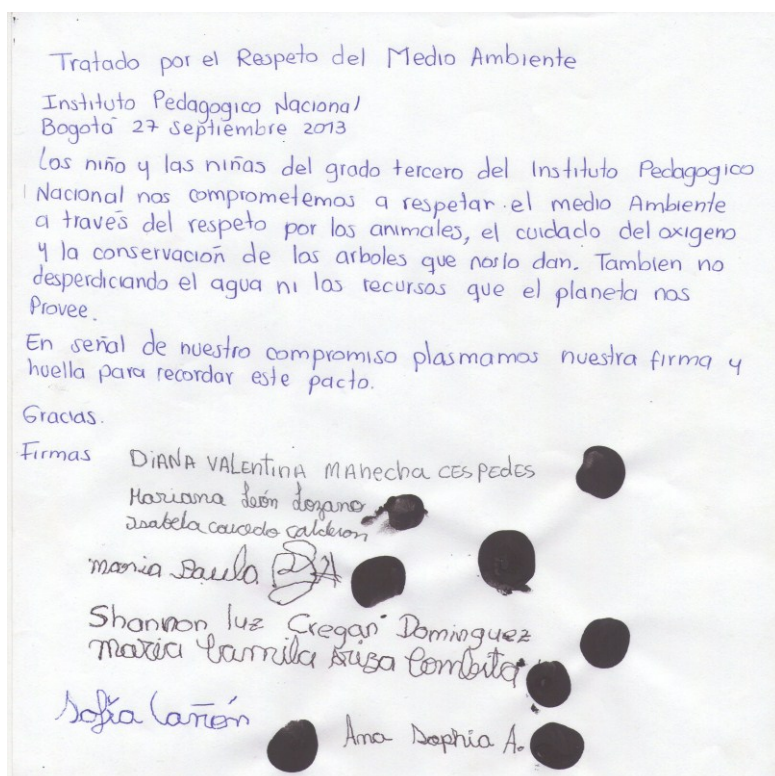 Tratado por el Respeto del Medio Ambiente
Instituto Pedagogico Nacional
Bogotá 27 septiembre 2013
Los niño y las niñas del grado tercero del Instituto Pedagogico
Nacional nos comprometemos a respetar el medio Ambiente
a través del respeto por los animales, el cuidado del oxigeno
y la conservación de los arboles que noslo dan. Tambien no
desperdiciando el agua ni los recursos que el planeta nos
Provee.
En señal de nuestro compromiso plasmamos nuestra firma y
huella para recordar este pacto.
Gracias.
Firmas
DiANA VALentinA MAHecha CESPEDES
Mariana León Lozano
Isabela caicedo calderon
maria Paula
Shannon luz Cregan Dominguez
maria Camila Ariza Combita
Sofía Cañón
Ana Sophia A.